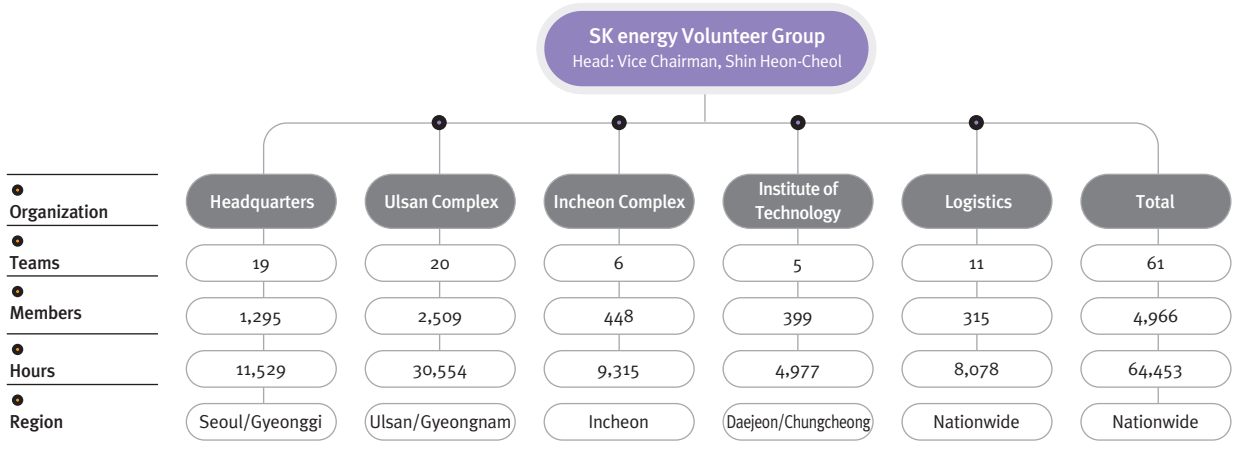 SK energy Volunteer Group
Head: Vice Chairman, Shin Heon-Cheol
Organization
Headquarters
Ulsan Complex
Incheon Complex
Institute of
Technology
Logistics
Total
Teams
19
20
6
5
11
61
Members
1,295
2,509
448
399
315
4,966
Hours
11,529
30,554
9,315
4,977
8,078
64,453
Region
Seoul/Gyeonggi
Ulsan/Gyeongnam
Incheon
Daejeon/Chungcheong
Nationwide
Nationwide